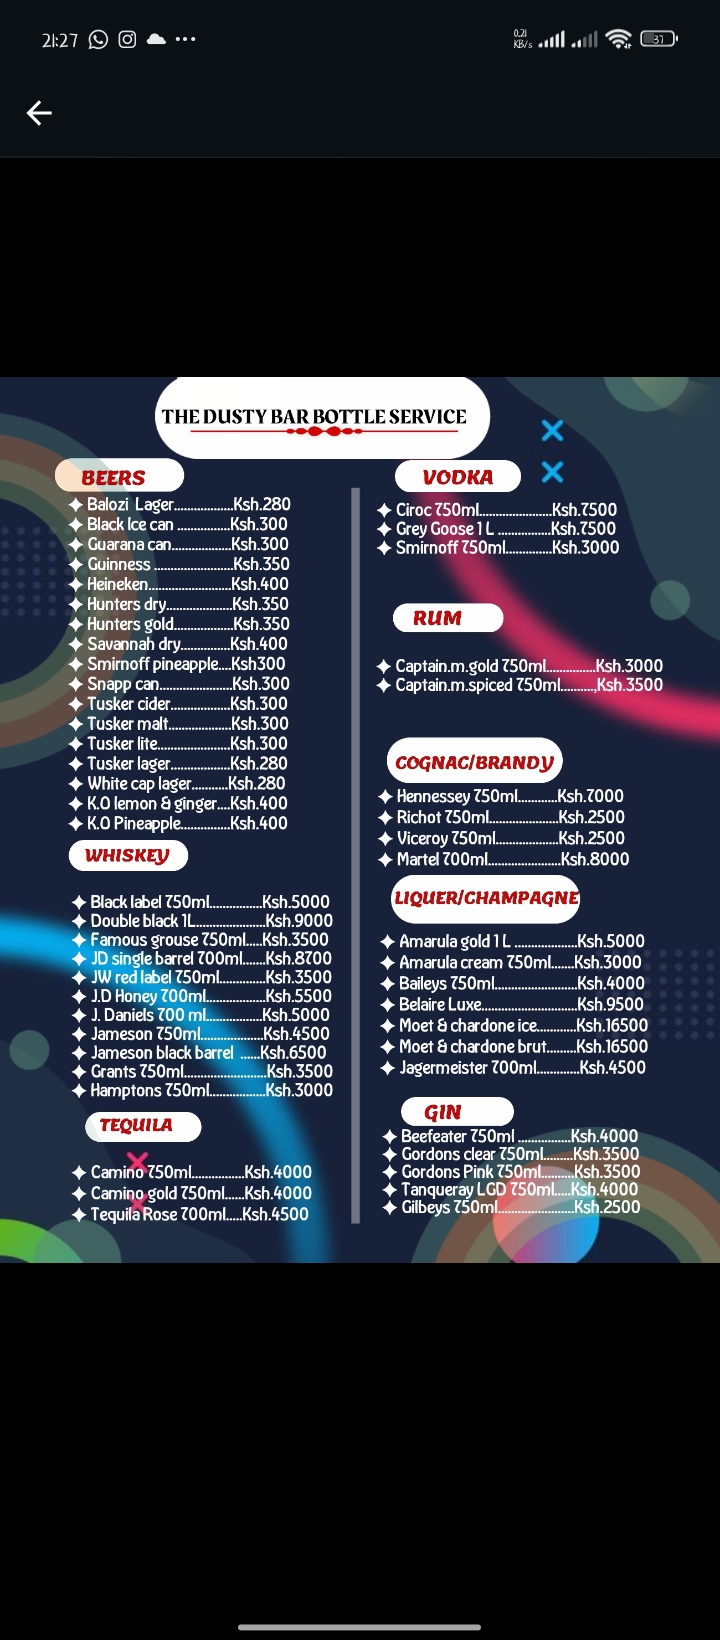 21:27
0.21
KB/s
37
THE DUSTY BAR BOTTLE SERVICE
BEERS
Balozi Lager..................Ksh.280
Black Ice can ................Ksh.300
Guarana can..................Ksh.300
Guinness ........................Ksh.350
Heineken.........................Ksh.400
Hunters dry....................Ksh.350
Hunters gold..................Ksh.350
Savannah dry...............Ksh.400
Smirnoff pineapple....Ksh300
Snapp can......................Ksh.300
Tusker cider..................Ksh.300
Tusker malt...................Ksh.300
Tusker lite......................Ksh.300
Tusker lager..................Ksh.280
White cap lager...........Ksh.280
K.O lemon & ginger....Ksh.400
K.O Pineapple...............Ksh.400
WHISKEY
Black label 750ml................Ksh.5000
Double black 1L.....................Ksh.9000
Famous grouse 750ml.....Ksh.3500
JD single barrel 700ml.......Ksh.8700
JW red label 750ml..............Ksh.3500
J.D Honey 700ml..................Ksh.5500
J. Daniels 700 ml.................Ksh.5000
Jameson 750ml...................Ksh.4500
Jameson black barrel ......Ksh.6500
Grants 750ml.........................Ksh.3500
Hamptons 750ml.................Ksh.3000
TEQUILA
Camino 750ml................Ksh.4000
Camino gold 750ml......Ksh.4000
Tequila Rose 700ml.....Ksh.4500
VODKA
Ciroc 750ml......................Ksh.7500
Grey Goose 1 L ................Ksh.7500
Smirnoff 750ml..............Ksh.3000
RUM
Captain.m.gold 750ml...............Ksh.3000
Captain.m.spiced 750ml..........,Ksh.3500
COGNAC/BRANDY
Hennessey 750ml............Ksh.7000
Richot 750ml.....................Ksh.2500
Viceroy 750ml...................Ksh.2500
Martel 700ml......................Ksh.8000
LIQUER/CHAMPAGNE
Amarula gold 1 L ...................Ksh.5000
Amarula cream 750ml.......Ksh.3000
Baileys 750ml.........................Ksh.4000
Belaire Luxe.............................Ksh.9500
Moet & chardone ice............Ksh.16500
Moet & chardone brut.........Ksh.16500
Jagermeister 700ml.............Ksh.4500
GIN
Beefeater 750ml ................Ksh.4000
Gordons clear 750ml.........Ksh.3500
Gordons Pink 750ml..........Ksh.3500
Tanqueray LGD 750ml.....Ksh.4000
Gilbeys 750ml.......................Ksh.2500